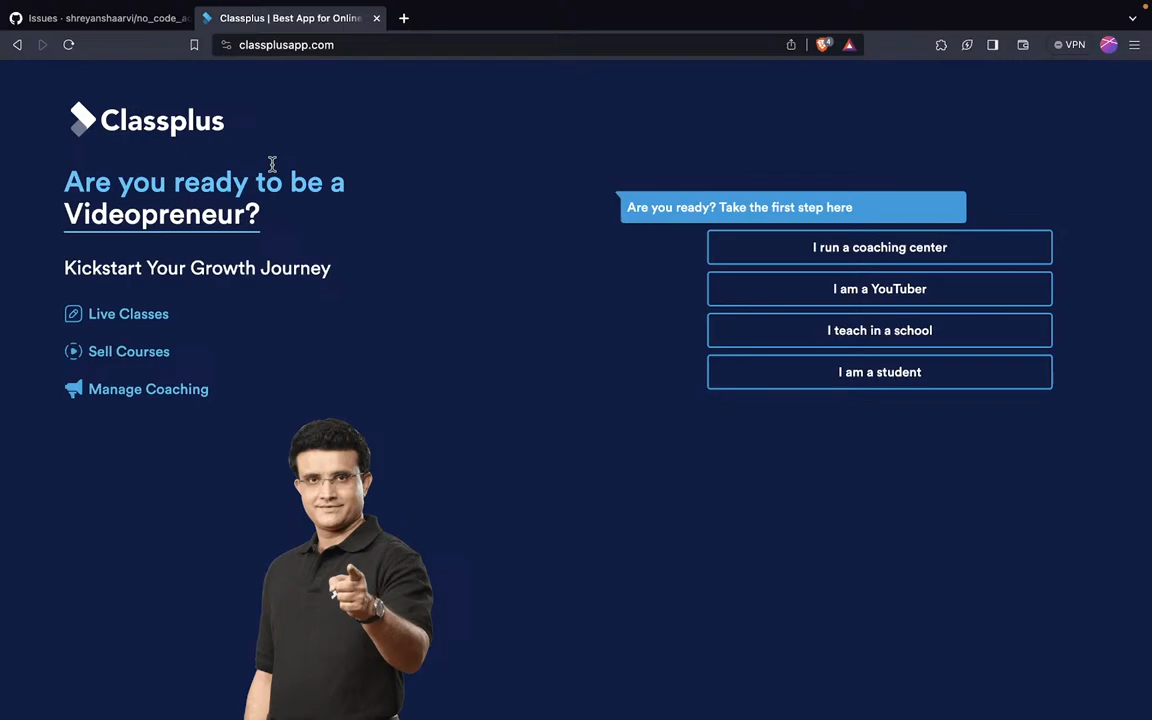 Issues · shreyanshaarvi/no_code_a
Classplus | Best App for Online
classplusapp.com
4
VPN
Classplus
Are you ready to be a
Videopreneur?
Kickstart Your Growth Journey
Live Classes
Sell Courses
Manage Coaching
Are you ready? Take the first step here
I run a coaching center
I am a YouTuber
I teach in a school
I am a student